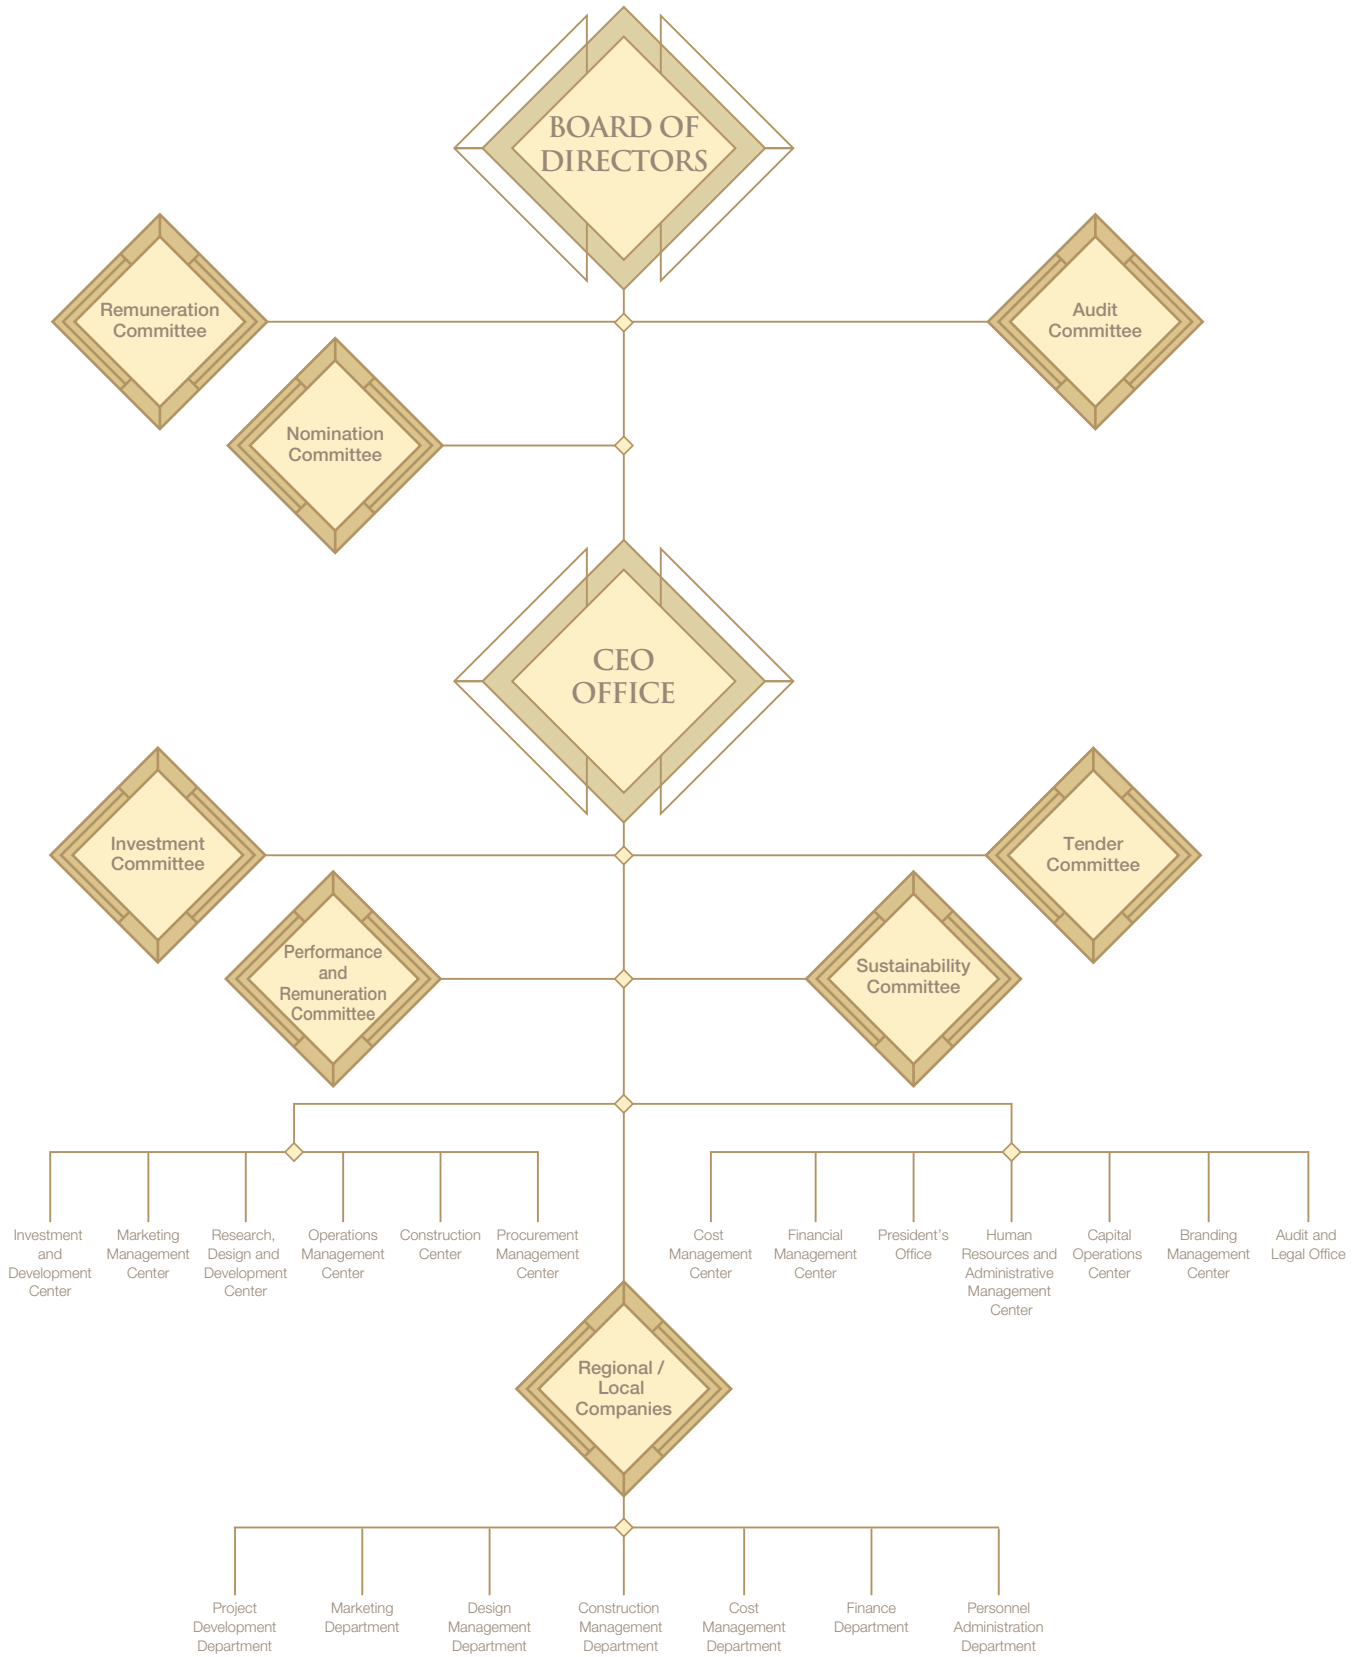 BOARD OF
DIRECTORS
Remuneration
Committee
Audit
Committee
Nomination
Committee
CEO
OFFICE
Investment
Committee
Tender
Committee
Performance
and
Remuneration
Committee
Sustainability
Committee
Investment
and
Development
Center
Marketing
Management
Center
Research,
Design and
Development
Center
Operations
Management
Center
Construction
Center
Procurement
Management
Center
Cost
Management
Center
Financial
Management
Center
President's
Office
Human
Resources and
Administrative
Management
Center
Capital
Operations
Center
Branding
Management
Center
Audit and
Legal Office
Regional /
Local
Companies
Project
Development
Department
Marketing
Department
Design
Management
Department
Construction
Management
Department
Cost
Management
Department
Finance
Department
Personnel
Administration
Department